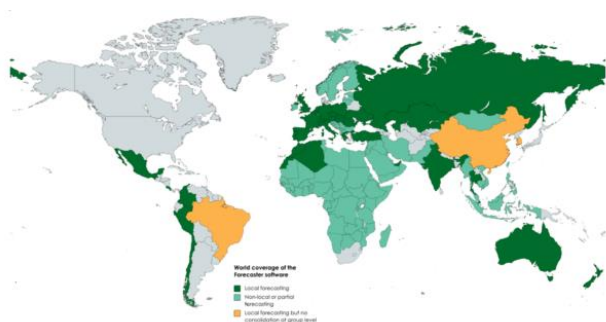 World coverage of the
Forecaster software
Local forecasting
Non-local or partial
forecasting
Local forecasting but no
consolidation at group level